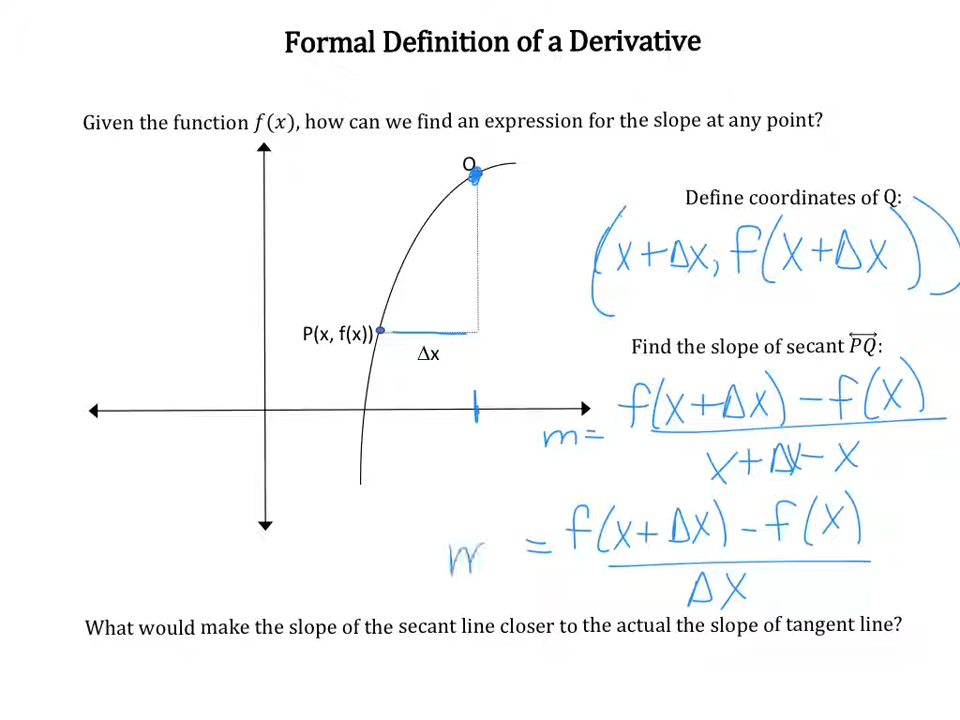 Formal Definition of a Derivative
Given the function f(x), how can we find an expression for the slope at any point?
Q
Define coordinates of Q:
(x+Δx, f(x+Δx))
P(x, f(x))
Δx
Find the slope of secant PQ:
m = f(x+Δx) - f(x)
x+Δx - x
m = f(x+Δx) - f(x)
Δx
What would make the slope of the secant line closer to the actual the slope of tangent line?